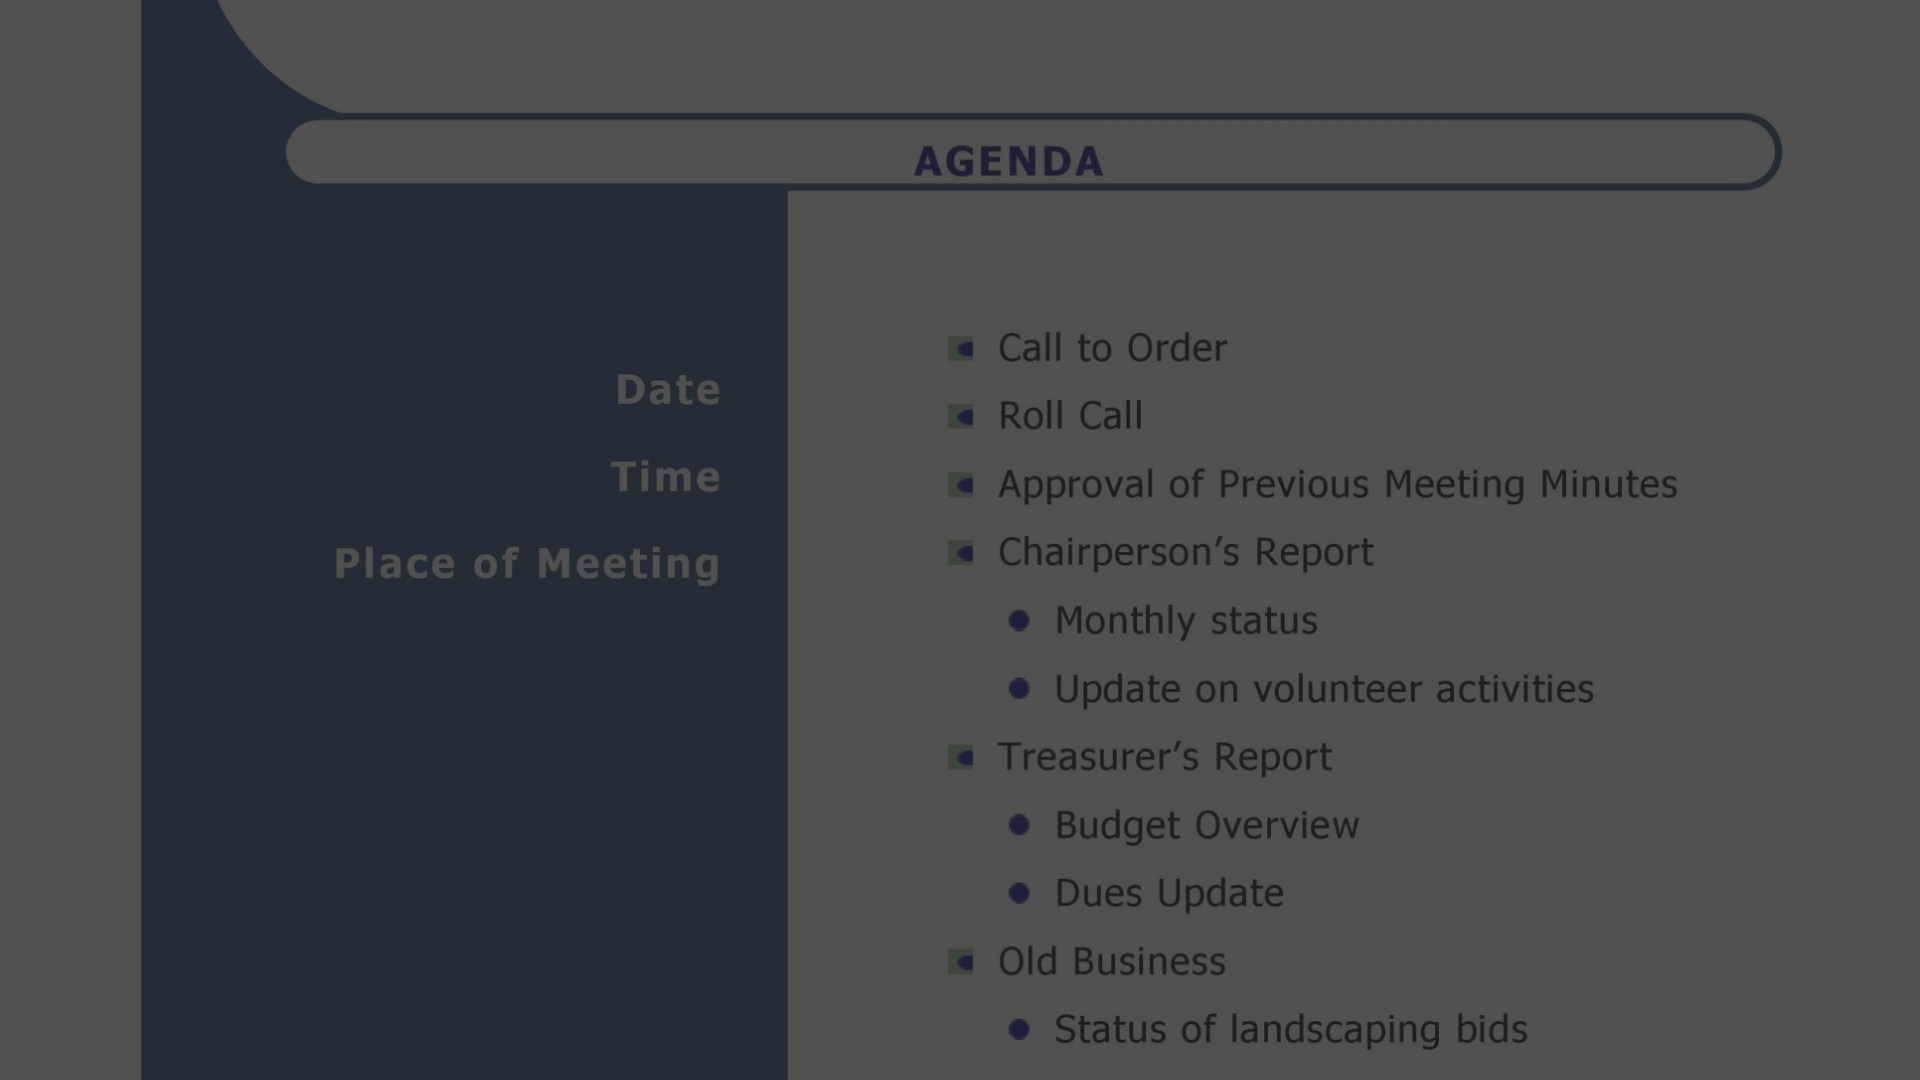 AGENDA
Date
Time
Place of Meeting
Call to Order
Roll Call
Approval of Previous Meeting Minutes
Chairperson’s Report
Monthly status
Update on volunteer activities
Treasurer’s Report
Budget Overview
Dues Update
Old Business
Status of landscaping bids